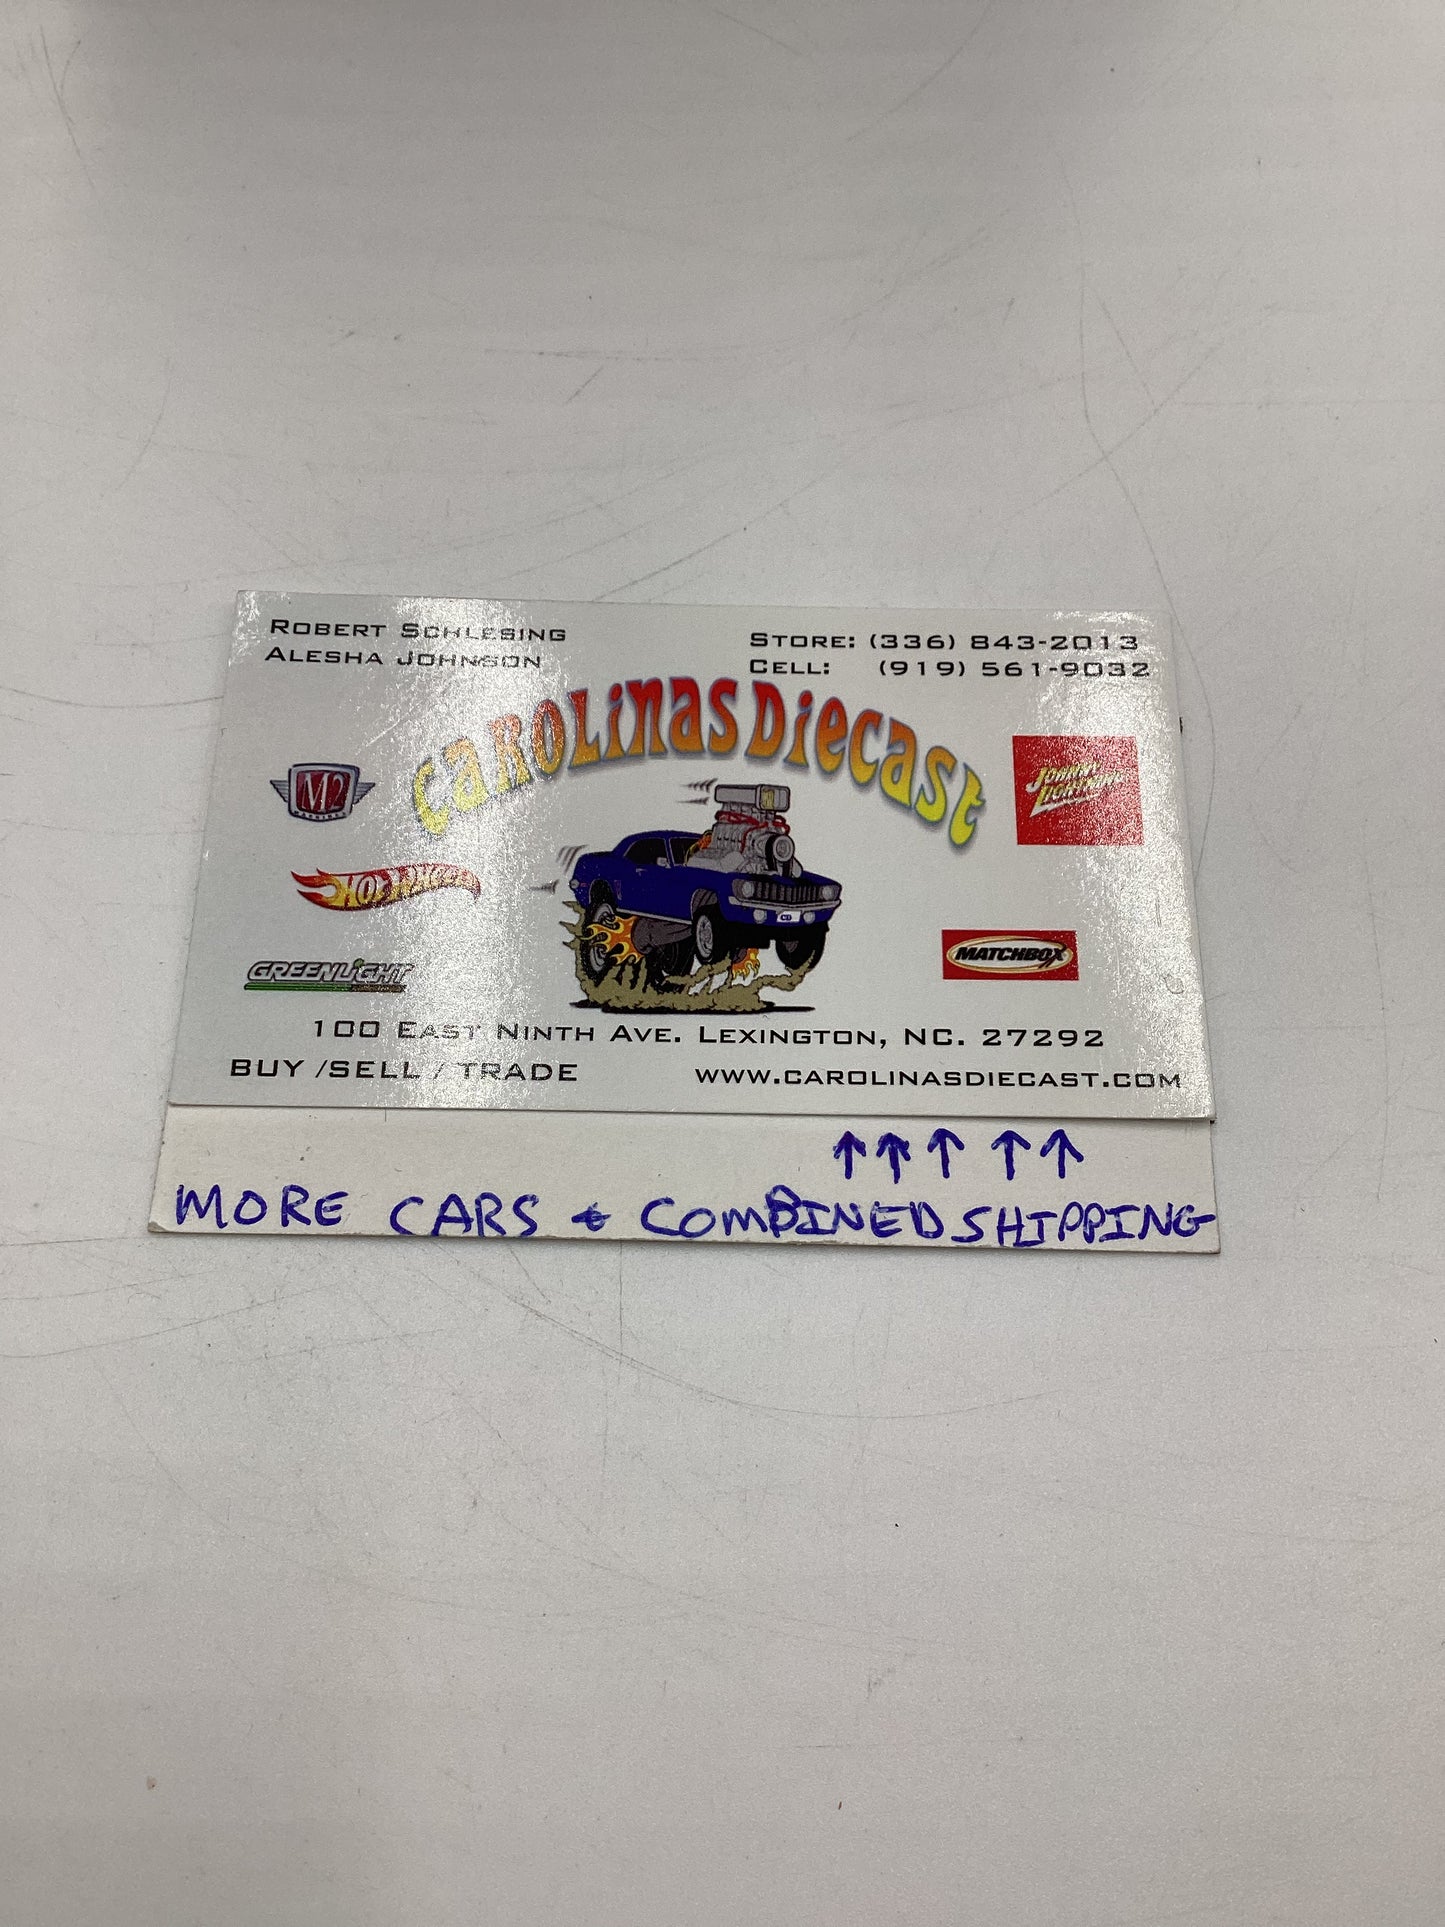 ROBERT SCHLESING
ALESHA JOHNSON
STORE: (336) 843-2013
CELL: (919) 561-9032
CAROLINAS DIECAST
M2
MACHINES
HOT WHEELS
GREENLIGHT
JOHNNY
LIGHTNING
MATCHBOX
CD
100 EAST NINTH AVE. LEXINGTON, NC. 27292
BUY /SELL / TRADE
WWW.CAROLINASDIECAST.COM
↑↑↑ ↑↑
MORE CARS & COMBINED SHIPPING